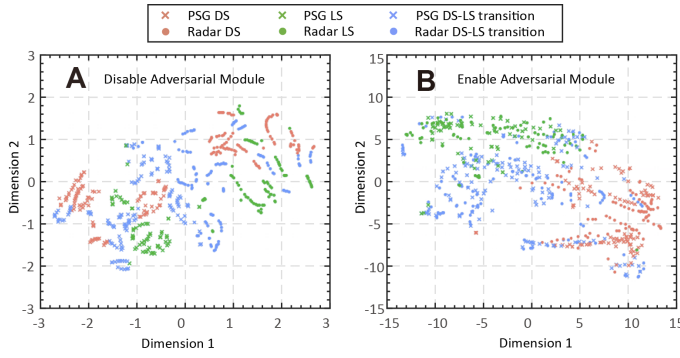 PSG DS PSG LS PSG DS-LS transition
Radar DS Radar LS Radar DS-LS transition
A Disable Adversarial Module
3
2
1
0
-1
-2
-3
Dimension 2
-3 -2 -1 0 1 2 3
Dimension 1
B Enable Adversarial Module
15
10
5
0
-5
-10
-15
Dimension 2
-15 -10 -5 0 5 10 15
Dimension 1